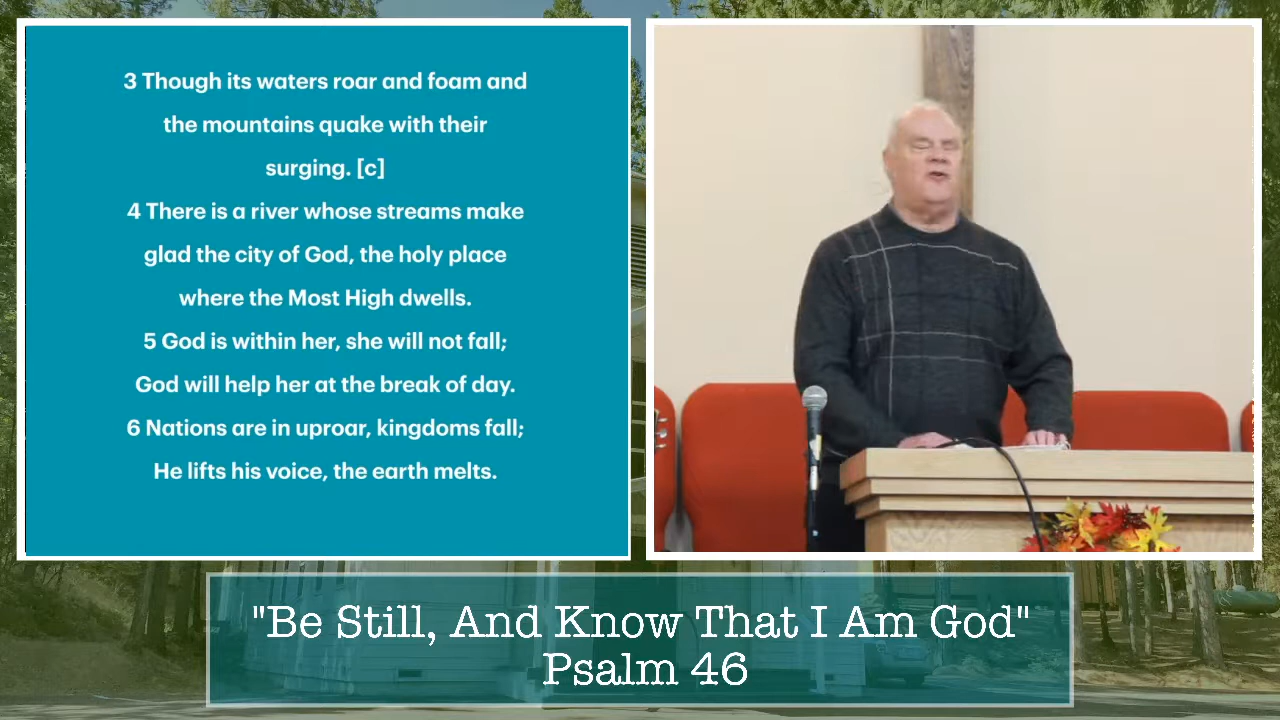 3 Though its waters roar and foam and
the mountains quake with their
surging. [c]
4 There is a river whose streams make
glad the city of God, the holy place
where the Most High dwells.
5 God is within her, she will not fall;
God will help her at the break of day.
6 Nations are in uproar, kingdoms fall;
He lifts his voice, the earth melts.
"Be Still, And Know That I Am God"
Psalm 46